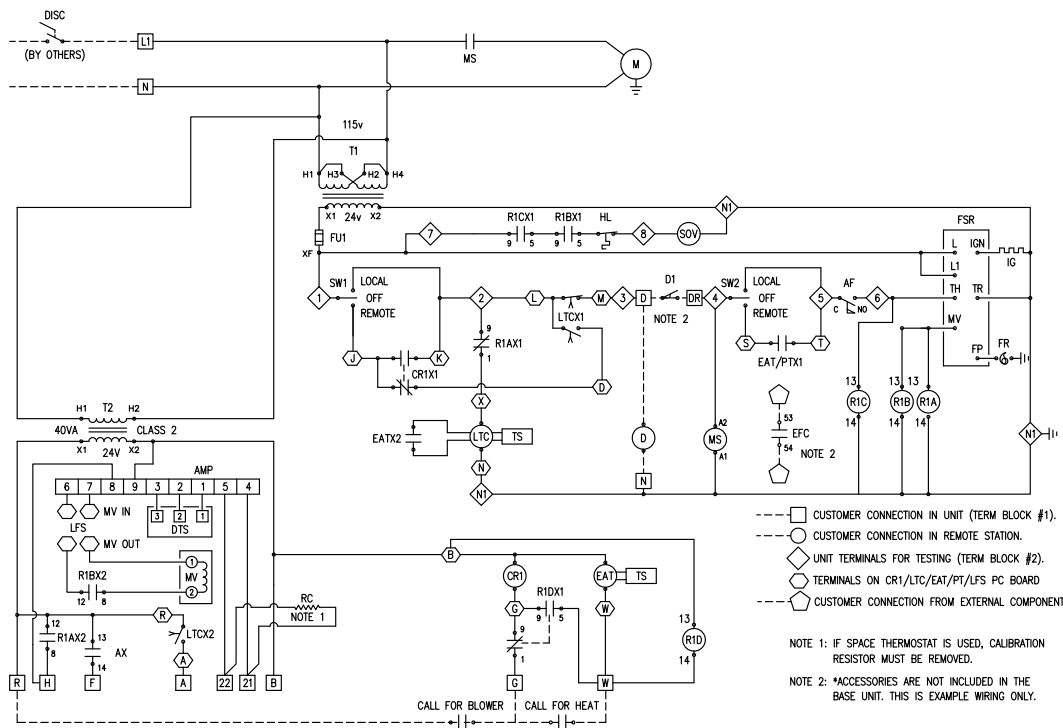 DISC
(BY OTHERS)
L1
MS
M
N
115v
T1
H1 H3 H2 H4
X1 24v X2
N1
FU1
XF
7
R1CX1 R1BX1 HL
9 5 9 5
8
SOV
FSR
L IGN
IG
L1
TH TR
MV
FP FR
1
SW1
LOCAL
OFF
REMOTE
2
L
M
3
D
D1
DR
NOTE 2
4
SW2
LOCAL
OFF
REMOTE
5
AF
C NO
6
LTCX1
9
R1AX1
1
J
K
CR1X1
D
S
T
EAT/PTX1
X
EATX2
LTC
TS
N
N1
D
N
A2
MS
A1
53
EFC
54
NOTE 2
13 13 13
R1C R1B R1A
14 14 14
N1
H1 T2 H2
40VA CLASS 2
X1 24V X2
AMP
6 7 8 9 3 2 1 5 4
MV IN
3 2 1
DTS
LFS
MV OUT
R1BX2
12 8
MV
1
2
R
12
R1AX2
8
13
AX
14
LTCX2
A
RC
NOTE 1
B
CR1
EAT
TS
G
R1DX1
9 5
W
9
1
13
R1D
14
R H F A 22 21 B G W
CALL FOR BLOWER CALL FOR HEAT
CUSTOMER CONNECTION IN UNIT (TERM BLOCK #1).
CUSTOMER CONNECTION IN REMOTE STATION.
UNIT TERMINALS FOR TESTING (TERM BLOCK #2).
TERMINALS ON CR1/LTC/EAT/PT/LFS PC BOARD
CUSTOMER CONNECTION FROM EXTERNAL COMPONENT
NOTE 1: IF SPACE THERMOSTAT IS USED, CALIBRATION
RESISTOR MUST BE REMOVED.
NOTE 2: *ACCESSORIES ARE NOT INCLUDED IN THE
BASE UNIT. THIS IS EXAMPLE WIRING ONLY.